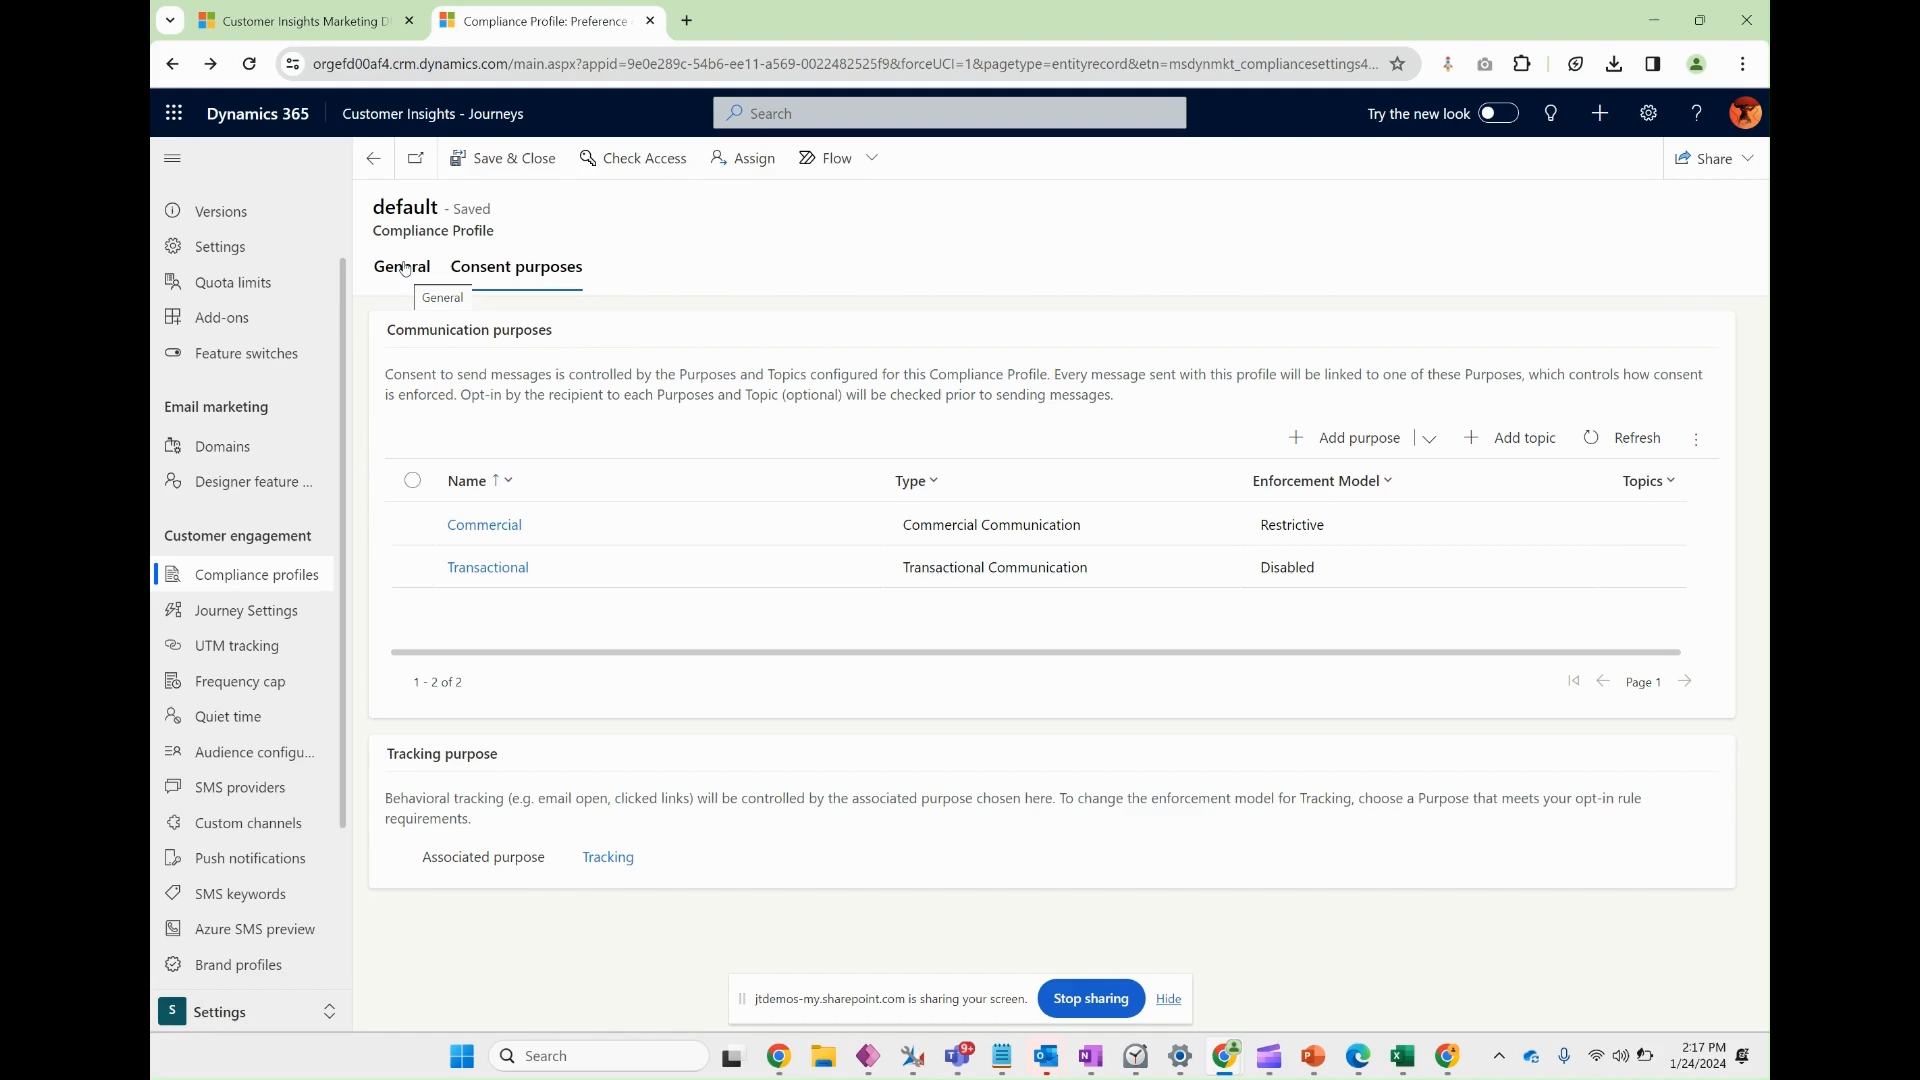 Customer Insights Marketing D
Compliance Profile: Preference
orgefd00af4.crm.dynamics.com/main.aspx?appid=9e0e289c-54b6-ee11-a569-0022482525f9&forceUCI=1&pagetype=entityrecord&etn=msdynmkt_compliancesettings4...
Dynamics 365
Customer Insights - Journeys
Search
Try the new look
Save & Close
Check Access
Assign
Flow
Share
Versions
Settings
Quota limits
Add-ons
Feature switches
Email marketing
Domains
Designer feature ...
Customer engagement
Compliance profiles
Journey Settings
UTM tracking
Frequency cap
Quiet time
Audience configu...
SMS providers
Custom channels
Push notifications
SMS keywords
Azure SMS preview
Brand profiles
S Settings
default - Saved
Compliance Profile
General Consent purposes
General
Communication purposes
Consent to send messages is controlled by the Purposes and Topics configured for this Compliance Profile. Every message sent with this profile will be linked to one of these Purposes, which controls how consent
is enforced. Opt-in by the recipient to each Purposes and Topic (optional) will be checked prior to sending messages.
Add purpose Add topic Refresh
Name Type Enforcement Model Topics
Commercial Commercial Communication Restrictive
Transactional Transactional Communication Disabled
1 - 2 of 2 Page 1
Tracking purpose
Behavioral tracking (e.g. email open, clicked links) will be controlled by the associated purpose chosen here. To change the enforcement model for Tracking, choose a Purpose that meets your opt-in rule
requirements.
Associated purpose Tracking
jtdemos-my.sharepoint.com is sharing your screen. Stop sharing Hide
Search
9+
2:17 PM
1/24/2024